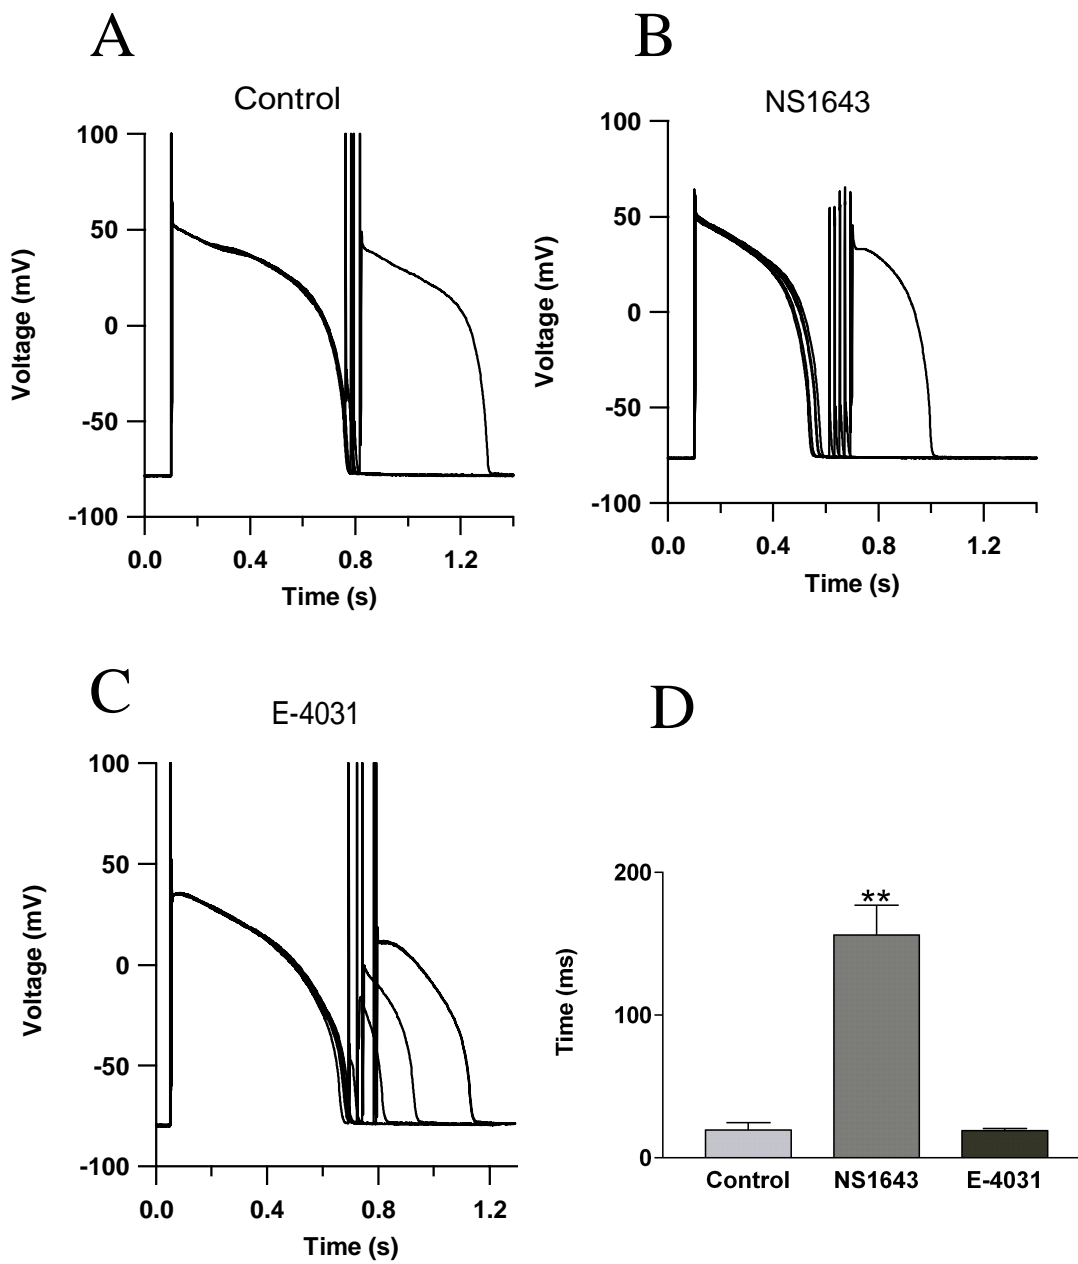 A
Control
Voltage (mV)
100
50
0
-50
-100
0.0 0.4 0.8 1.2
Time (s)
B
NS1643
Voltage (mV)
100
50
0
-50
-100
0.0 0.4 0.8 1.2
Time (s)
C
E-4031
Voltage (mV)
100
50
0
-50
-100
0.0 0.4 0.8 1.2
Time (s)
D
Time (ms)
200
100
0
**
Control NS1643 E-4031